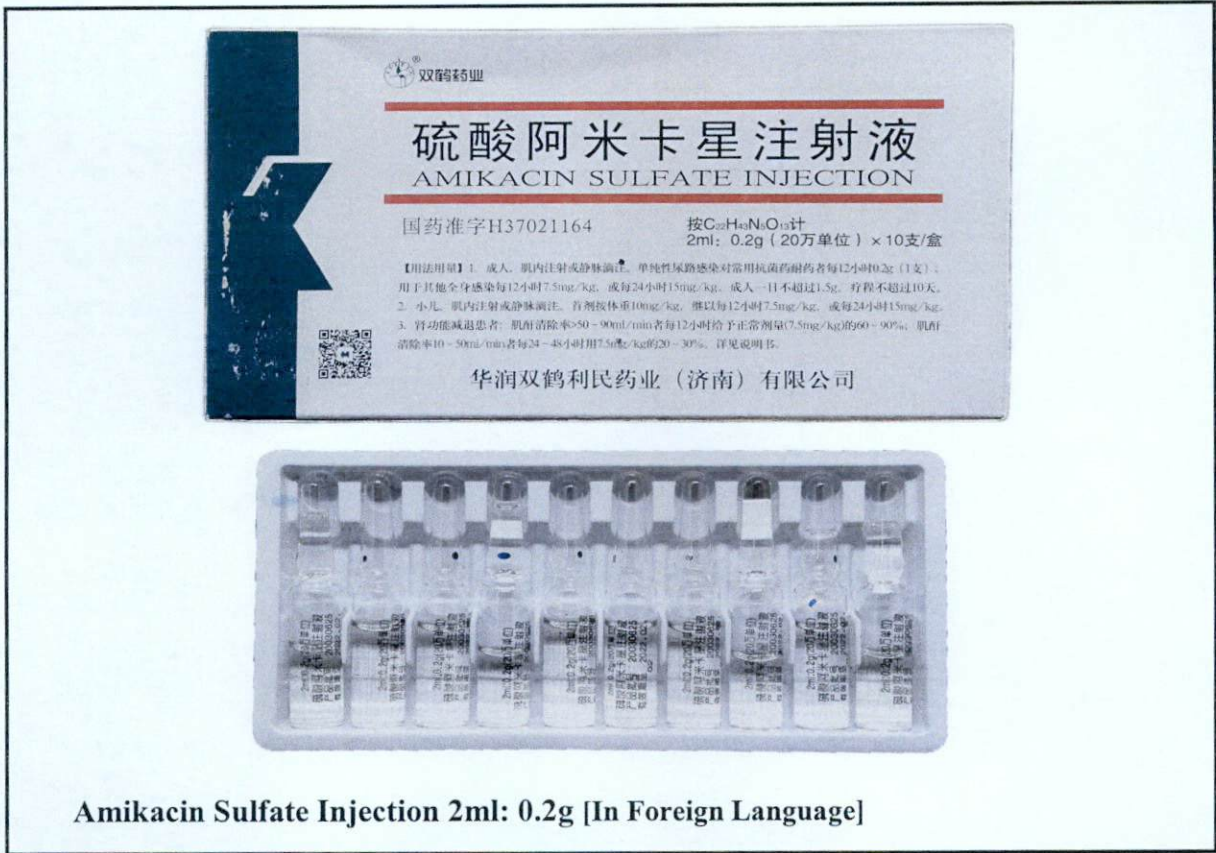 双鹤药业
硫酸阿米卡星注射液
AMIKACIN SULFATE INJECTION
国药准字H37021164
按C₂₂H₄₃N₅O₁₃计
2ml：0.2g（20万单位）×10支/盒
【用法用量】1. 成人，肌内注射或静脉滴注，单纯性尿路感染对常用抗菌药耐药者每12小时0.2g（1支）；
用于其他全身感染每12小时7.5mg/kg，或每24小时15mg/kg，成人一日不超过1.5g，疗程不超过10天。
2. 小儿，肌内注射或静脉滴注，首剂按体重10mg/kg，继以每12小时7.5mg/kg，或每24小时15mg/kg。
3. 肾功能减退患者：肌酐清除率>50－90ml/min者每12小时给予正常剂量(7.5mg/kg)的60－90%；肌酐
清除率10－50ml/min者每24－48小时用7.5mg/kg的20－30%。详见说明书。
华润双鹤利民药业（济南）有限公司
Amikacin Sulfate Injection 2ml: 0.2g [In Foreign Language]